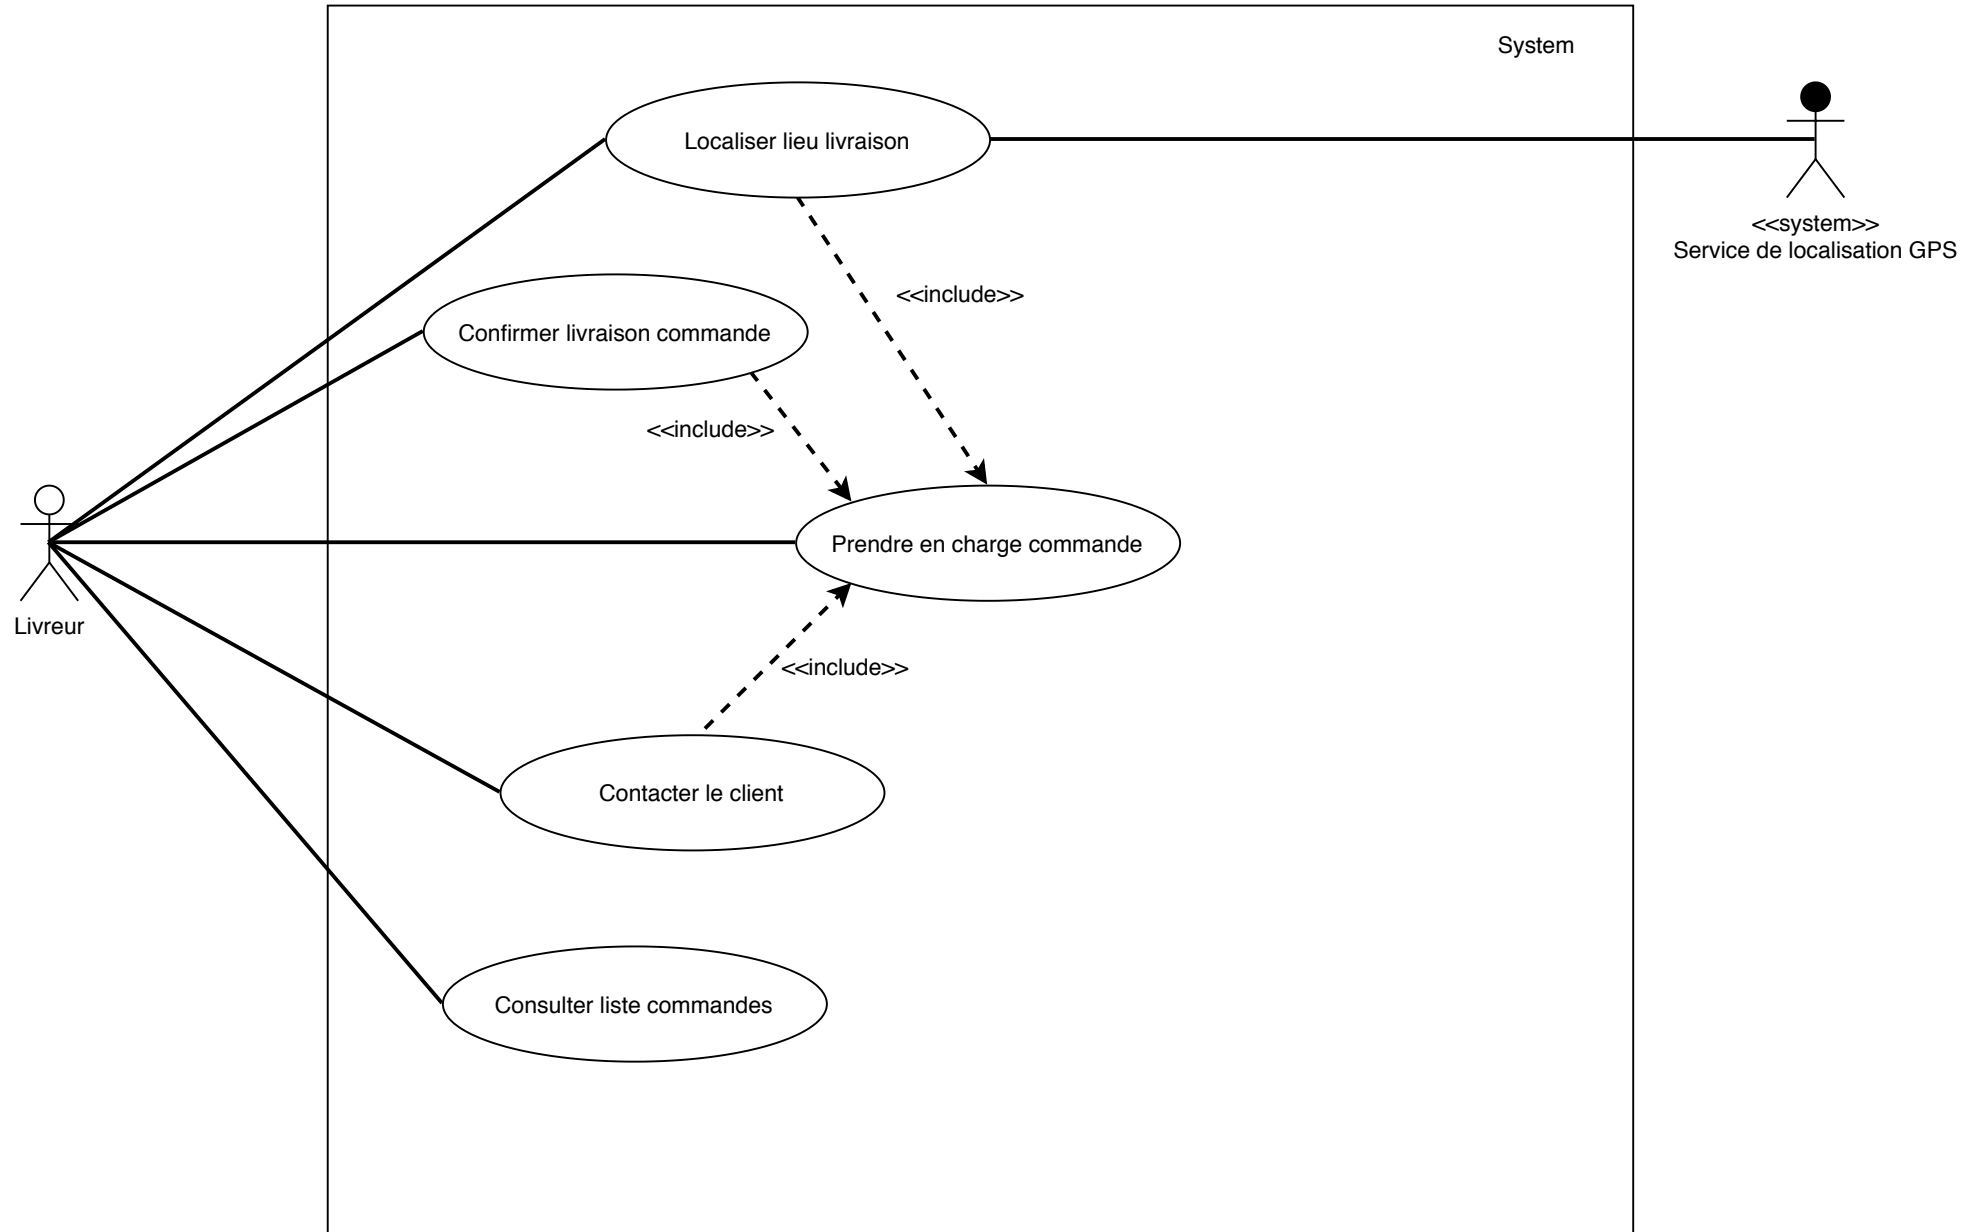 System
Localiser lieu livraison
<<system>>
Service de localisation GPS
<<include>>
Confirmer livraison commande
<<include>>
Prendre en charge commande
Livreur
<<include>>
Contacter le client
Consulter liste commandes